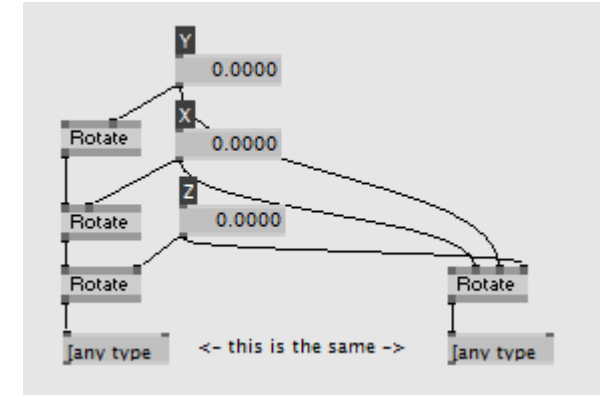 Y
0.0000
X
Rotate
0.0000
Z
Rotate
0.0000
Rotate
Rotate
[any type
<- this is the same ->
[any type